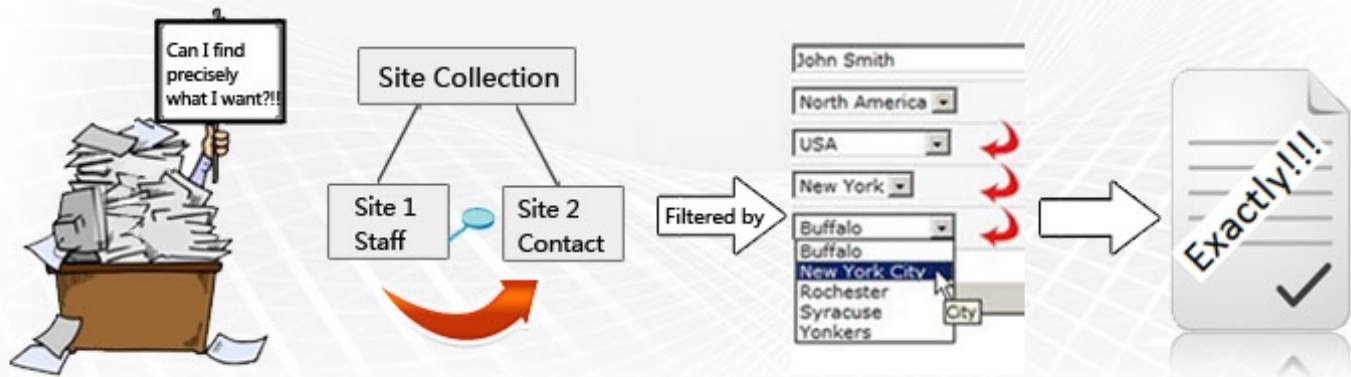 Can I find
precisely
what I want?!!
Site Collection
Site 1
Staff
Site 2
Contact
Filtered by
John Smith
North America
USA
New York
Buffalo
Buffalo
New York City
Rochester
Syracuse
Yonkers
City
Exactly!!!